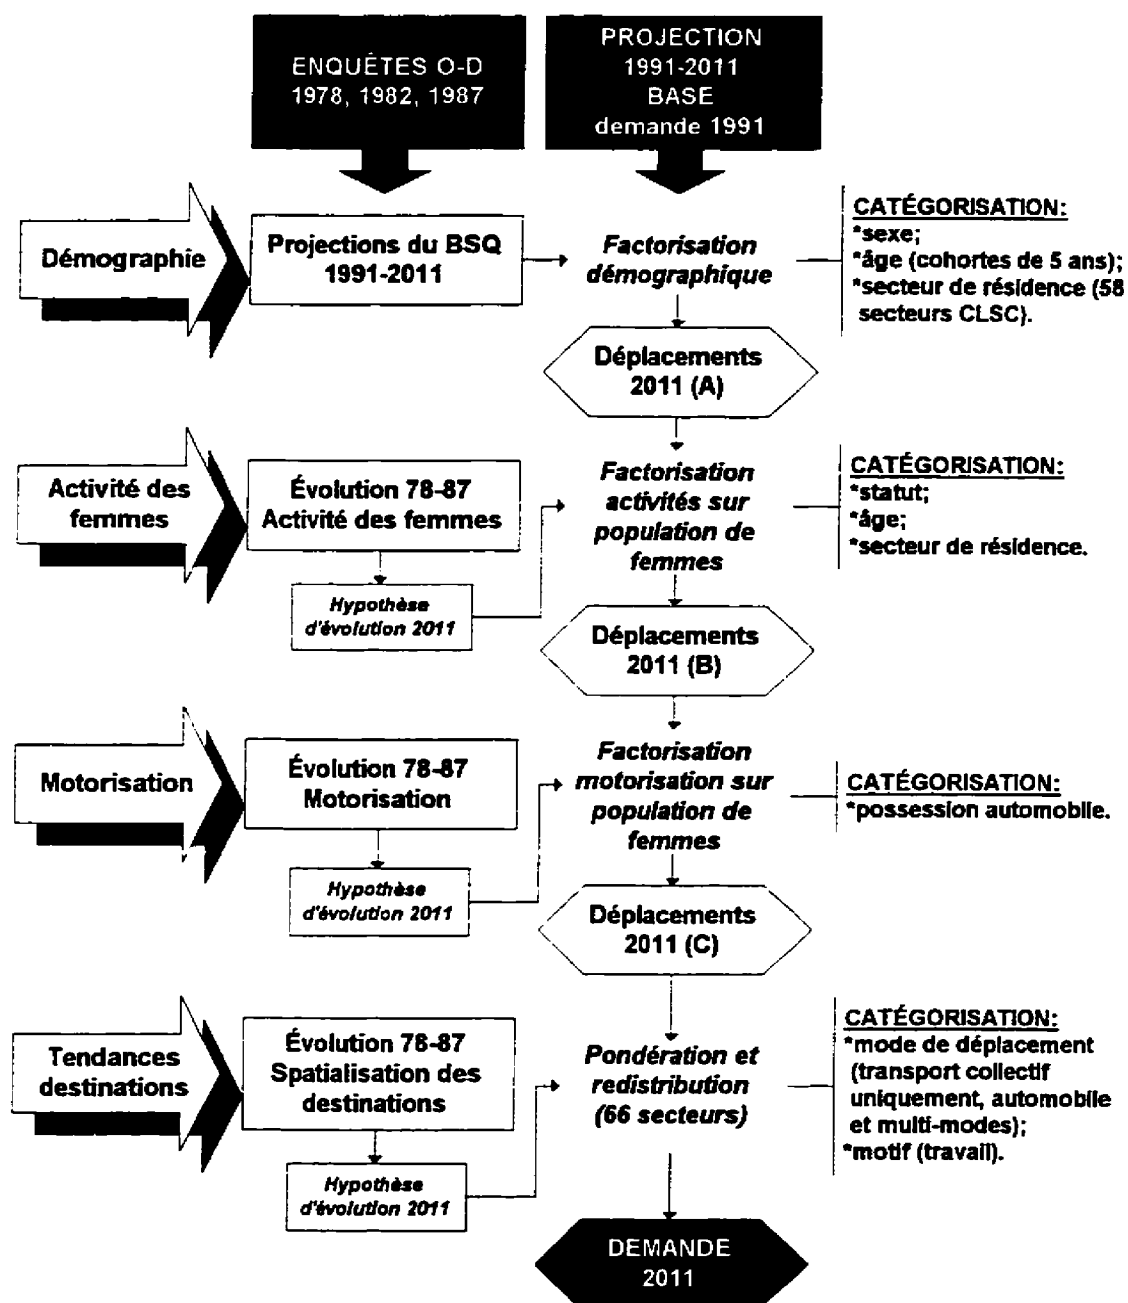 ENQUÊTES O-D
1978, 1982, 1987
PROJECTION
1991-2011
BASE
demande 1991
Démographie
Projections du BSQ
1991-2011
Factorisation
démographique
CATÉGORISATION:
*sexe;
*âge (cohortes de 5 ans);
*secteur de résidence (58
secteurs CLSC).
Déplacements
2011 (A)
Activité des
femmes
Évolution 78-87
Activité des femmes
Hypothèse
d'évolution 2011
Factorisation
activités sur
population de
femmes
CATÉGORISATION:
*statut;
*âge;
*secteur de résidence.
Déplacements
2011 (B)
Motorisation
Évolution 78-87
Motorisation
Hypothèse
d'évolution 2011
Factorisation
motorisation sur
population de
femmes
CATÉGORISATION:
*possession automobile.
Déplacements
2011 (C)
Tendances
destinations
Évolution 78-87
Spatialisation des
destinations
Hypothèse
d'évolution 2011
Pondération et
redistribution
(66 secteurs)
CATÉGORISATION:
*mode de déplacement
(transport collectif
uniquement, automobile
et multi-modes);
*motif (travail).
DEMANDE
2011